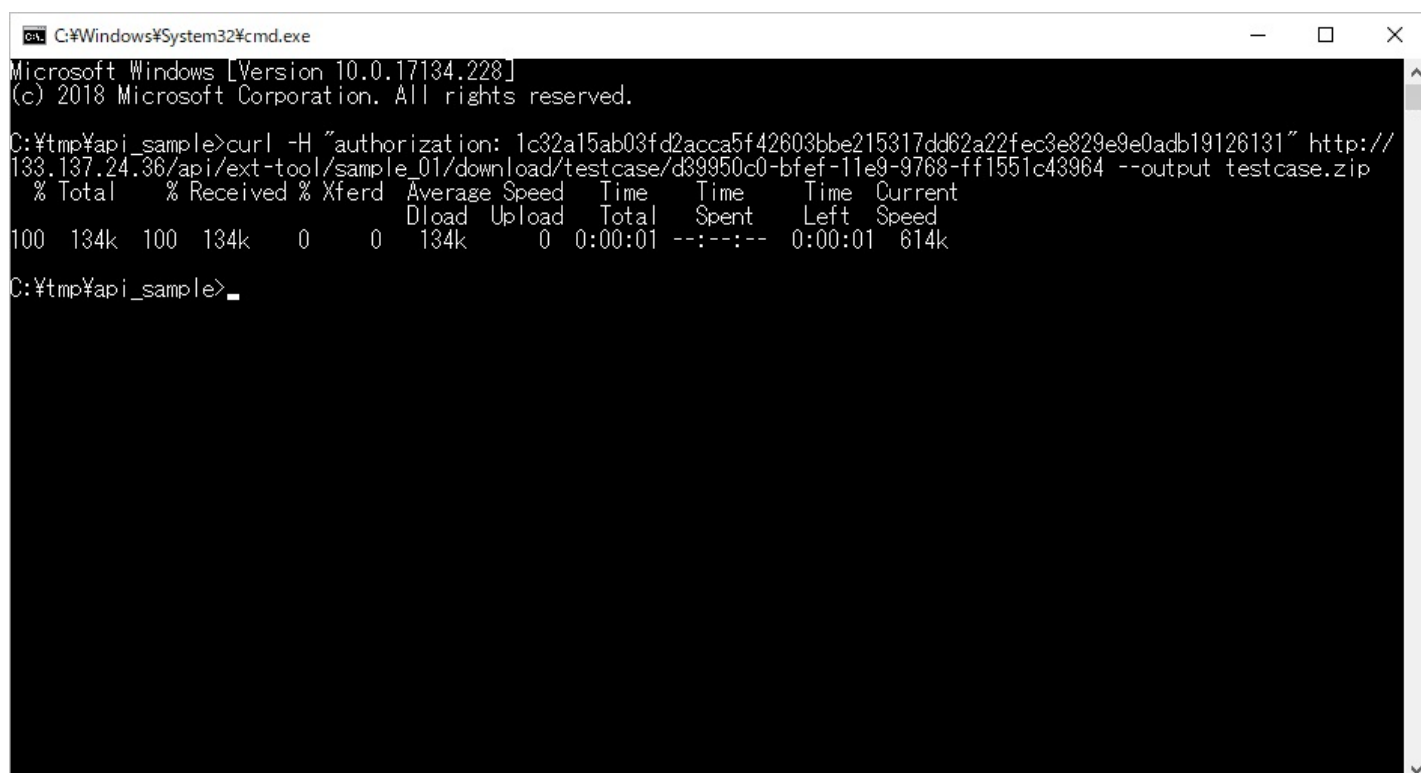 C:¥Windows¥System32¥cmd.exe
Microsoft Windows [Version 10.0.17134.228]
(c) 2018 Microsoft Corporation. All rights reserved.
C:¥tmp¥api_sample>curl -H "authorization: 1c32a15ab03fd2acca5f42603bbe215317dd62a22fec3e829e9e0adb19126131" http://
133.137.24.36/api/ext-tool/sample_01/download/testcase/d39950c0-bfef-11e9-9768-ff1551c43964 --output testcase.zip
% Total % Received % Xferd Average Speed Time Time Time Current
Dload Upload Total Spent Left Speed
100 134k 100 134k 0 0 134k 0 0:00:01 --:--:-- 0:00:01 614k
C:¥tmp¥api_sample>